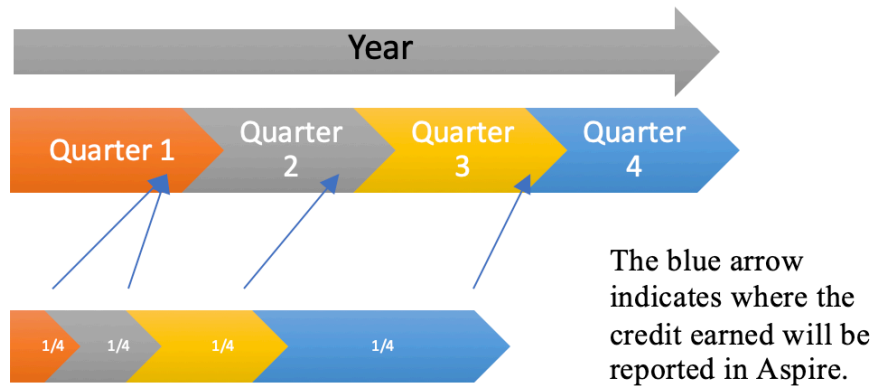 Year
Quarter 1
Quarter
2
Quarter
3
Quarter
4
The blue arrow
indicates where the
credit earned will be
reported in Aspire.
1/4
1/4
1/4
1/4